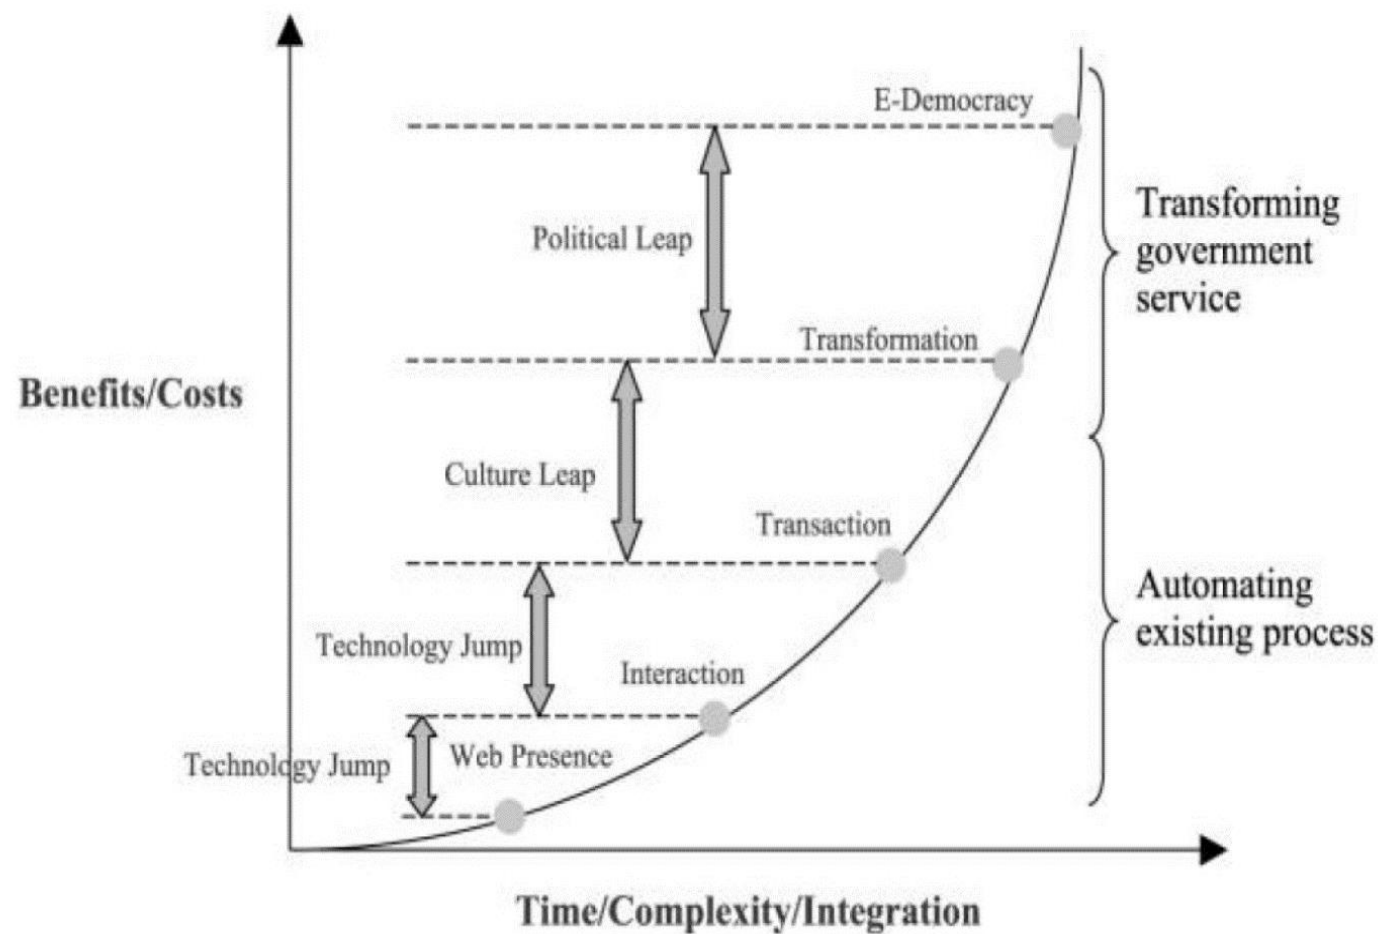 E-Democracy
Transforming
government
service
Political Leap
Transformation
Benefits/Costs
Culture Leap
Transaction
Automating
existing process
Technology Jump
Interaction
Technology Jump
Web Presence
Time/Complexity/Integration